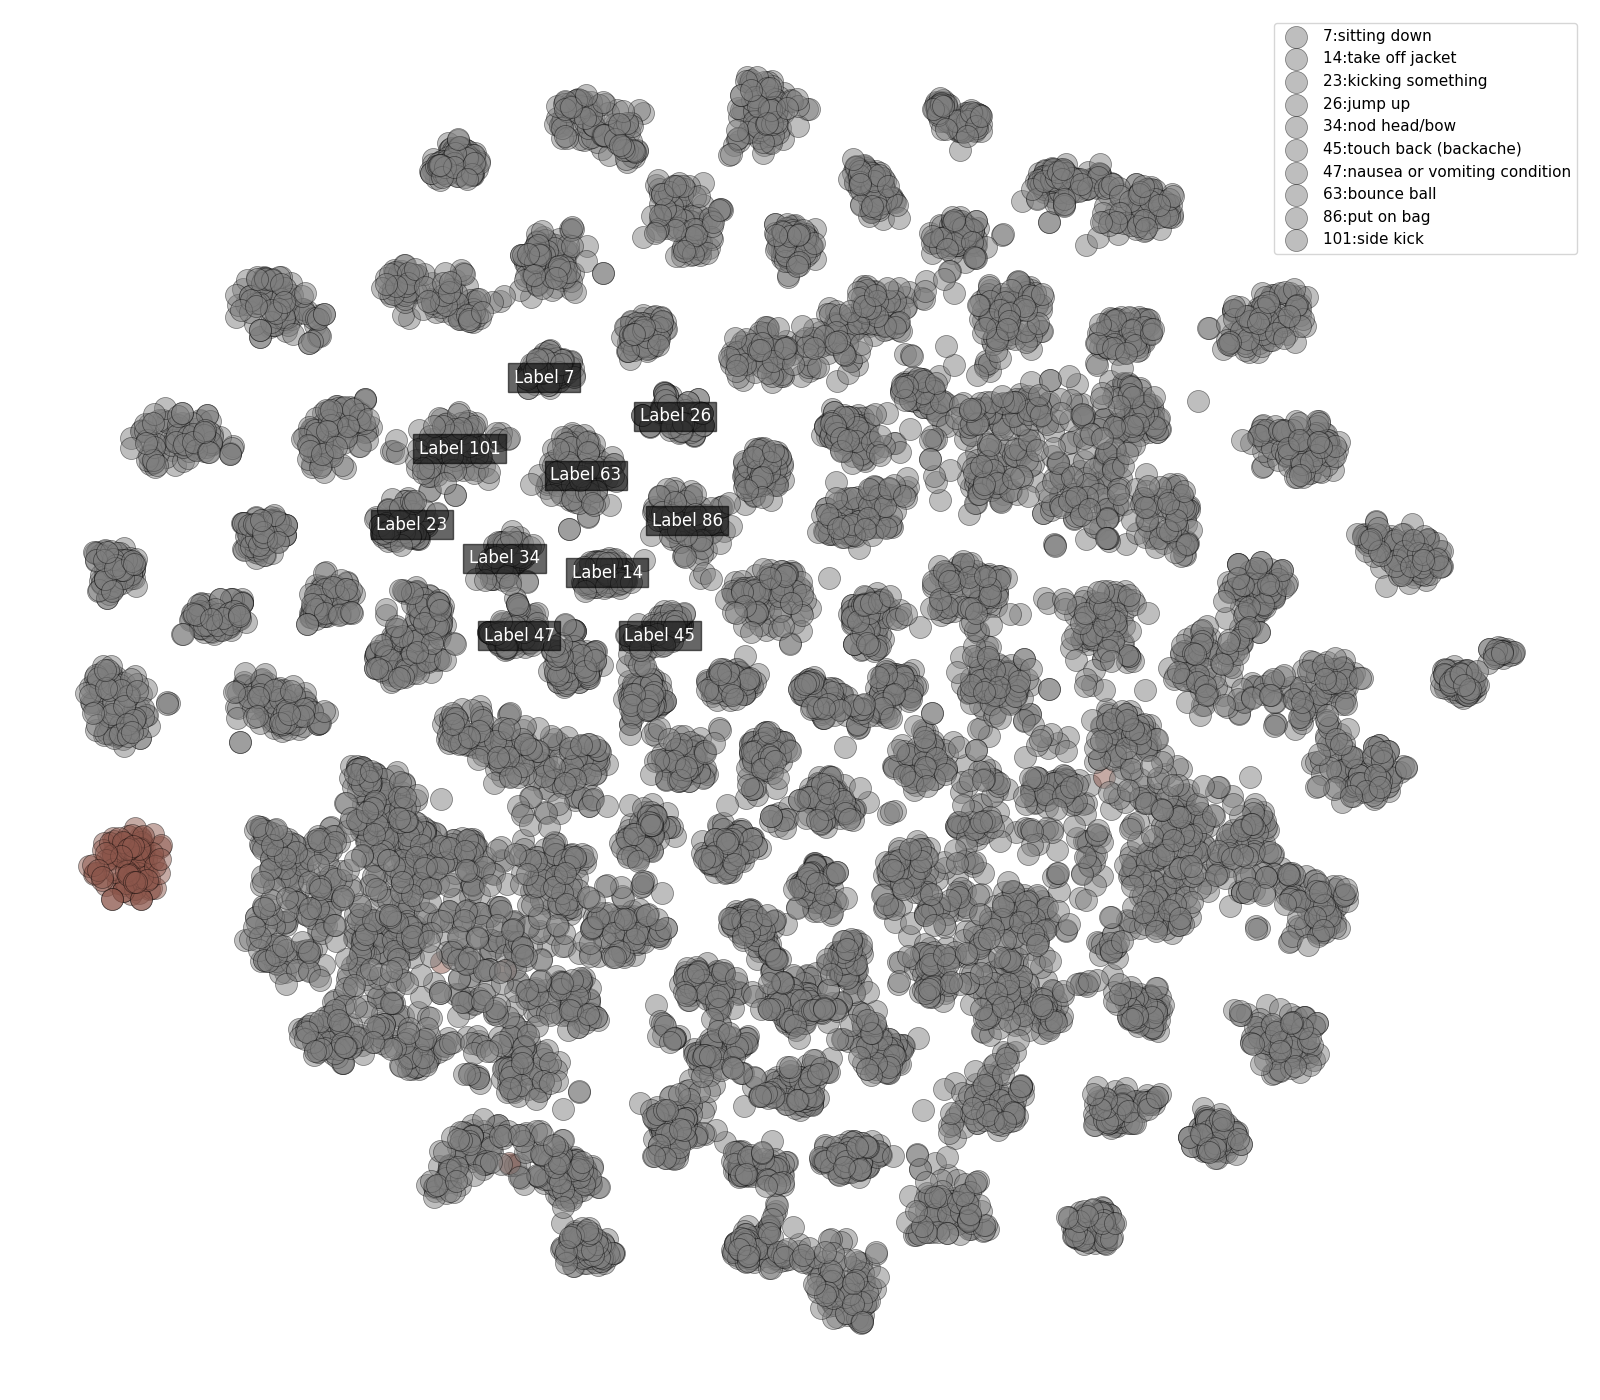 7:sitting down
14:take off jacket
23:kicking something
26:jump up
34:nod head/bow
45:touch back (backache)
47:nausea or vomiting condition
63:bounce ball
86:put on bag
101:side kick
Label 7
Label 26
Label 101
Label 63
Label 23
Label 86
Label 34
Label 14
Label 47
Label 45